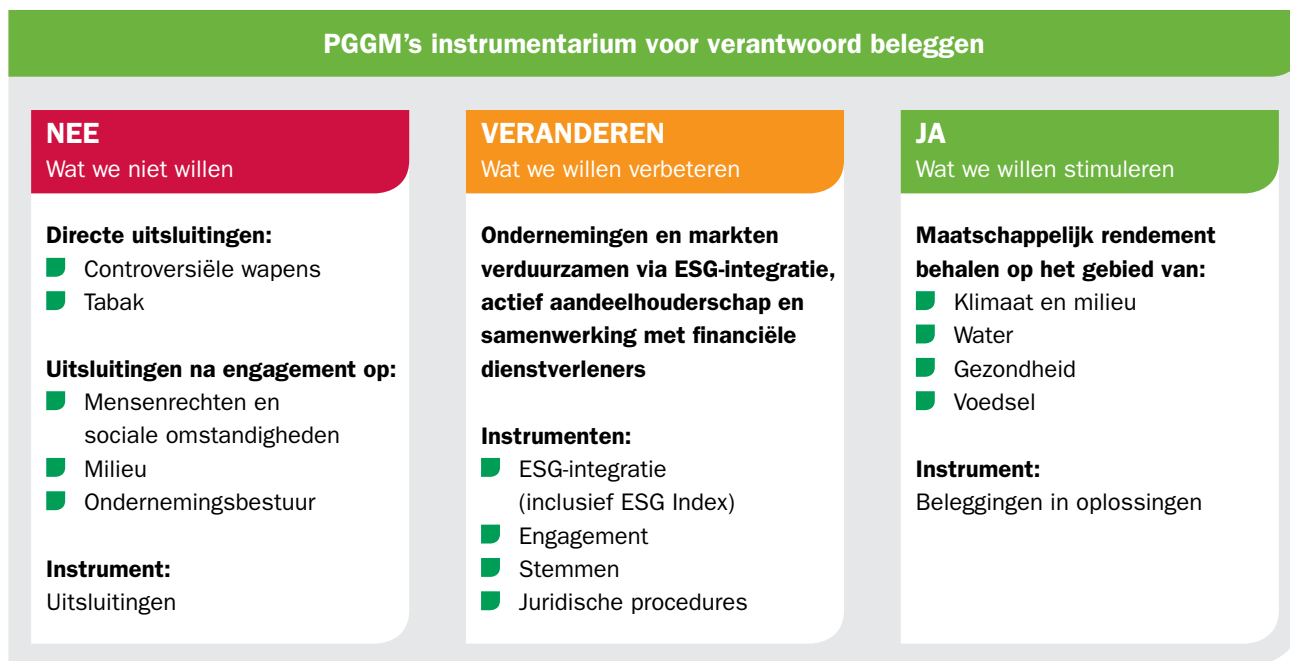 PGGM's instrumentarium voor verantwoord beleggen
NEE
Wat we niet willen
Directe uitsluitingen:
Controversiële wapens
Tabak
Uitsluitingen na engagement op:
Mensenrechten en
sociale omstandigheden
Milieu
Ondernemingsbestuur
Instrument:
Uitsluitingen
VERANDEREN
Wat we willen verbeteren
Ondernemingen en markten
verduurzamen via ESG-integratie,
actief aandeelhouderschap en
samenwerking met financiële
dienstverleners
Instrumenten:
ESG-integratie
(inclusief ESG Index)
Engagement
Stemmen
Juridische procedures
JA
Wat we willen stimuleren
Maatschappelijk rendement
behalen op het gebied van:
Klimaat en milieu
Water
Gezondheid
Voedsel
Instrument:
Beleggingen in oplossingen